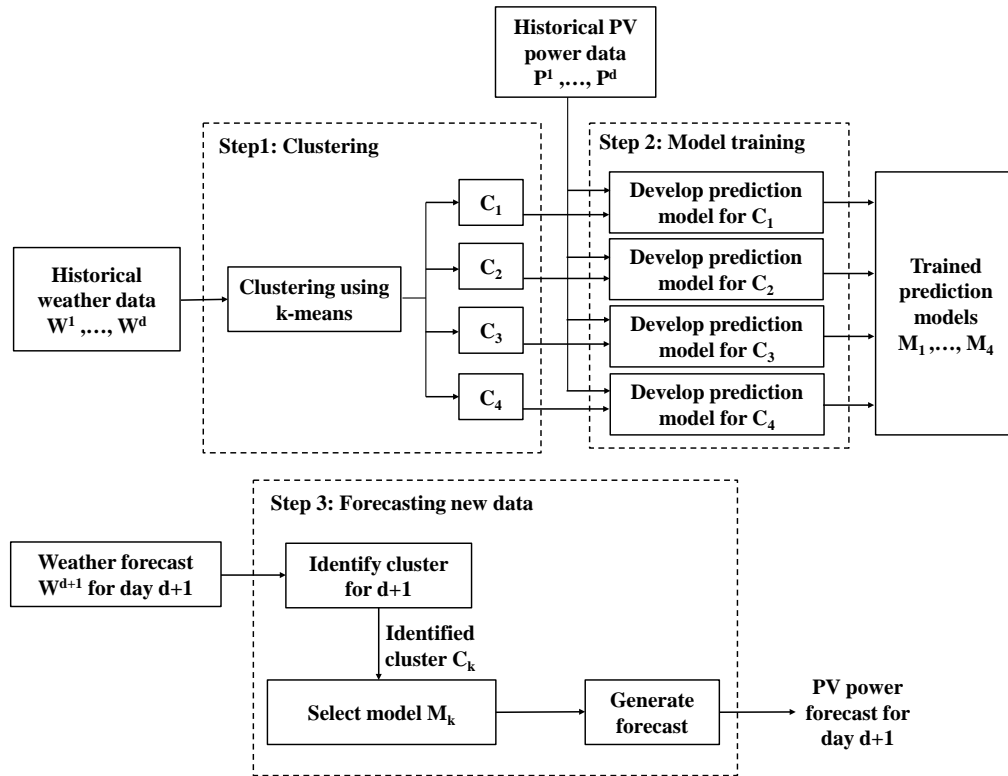 Historical PV
power data
P¹ ,…, Pᵈ
Step1: Clustering
Step 2: Model training
Historical
weather data
W¹ ,…, Wᵈ
Clustering using
k-means
C₁
C₂
C₃
C₄
Develop prediction
model for C₁
Develop prediction
model for C₂
Develop prediction
model for C₃
Develop prediction
model for C₄
Trained
prediction
models
M₁ ,…, M₄
Step 3: Forecasting new data
Weather forecast
Wᵈ⁺¹ for day d+1
Identify cluster
for d+1
Identified
cluster Cₖ
Select model Mₖ
Generate
forecast
PV power
forecast for
day d+1